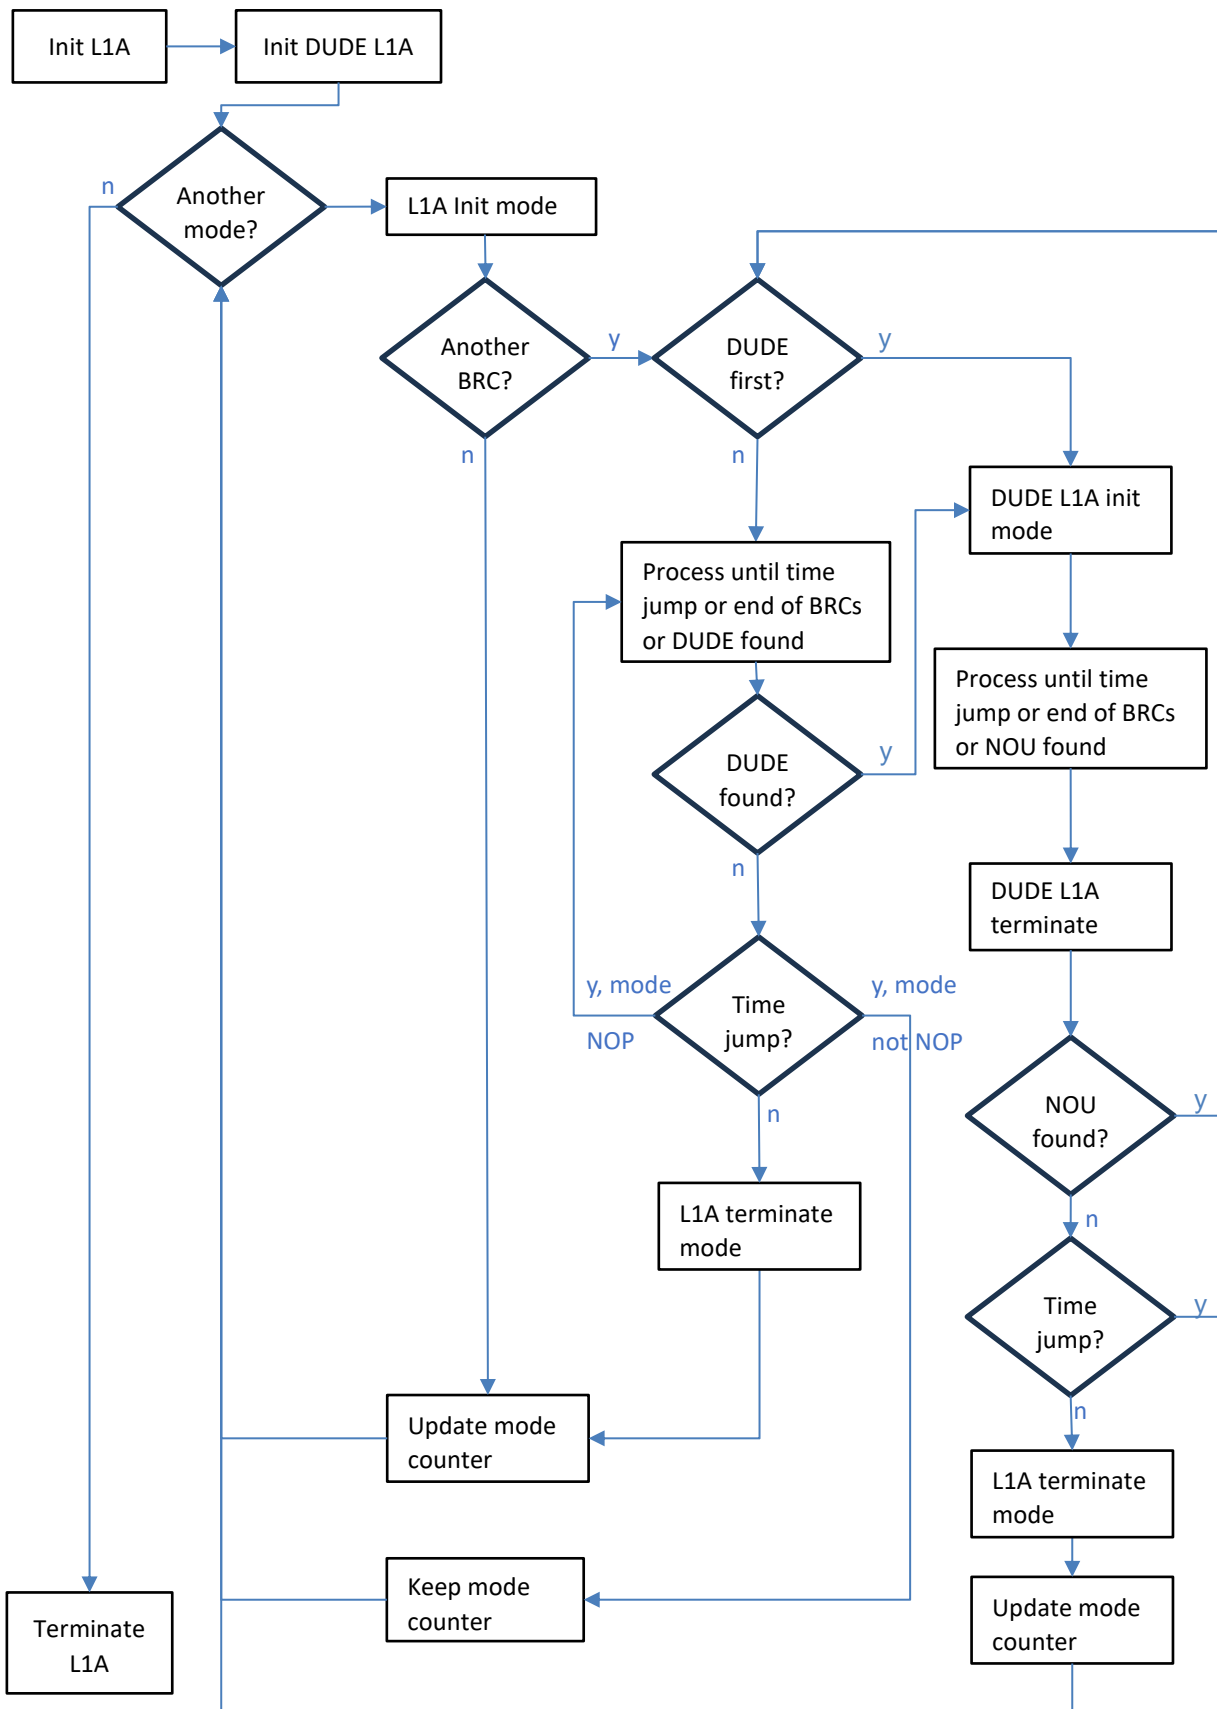 Init L1A
Init DUDE L1A
n
Another
mode?
L1A Init mode
Another
BRC?
y
n
DUDE
first?
y
n
DUDE L1A init
mode
Process until time
jump or end of BRCs
or DUDE found
Process until time
jump or end of BRCs
or NOU found
DUDE
found?
y
n
DUDE L1A
terminate
y, mode
NOP
Time
jump?
y, mode
not NOP
n
NOU
found?
y
n
L1A terminate
mode
Time
jump?
y
n
Update mode
counter
L1A terminate
mode
Keep mode
counter
Update mode
counter
Terminate
L1A